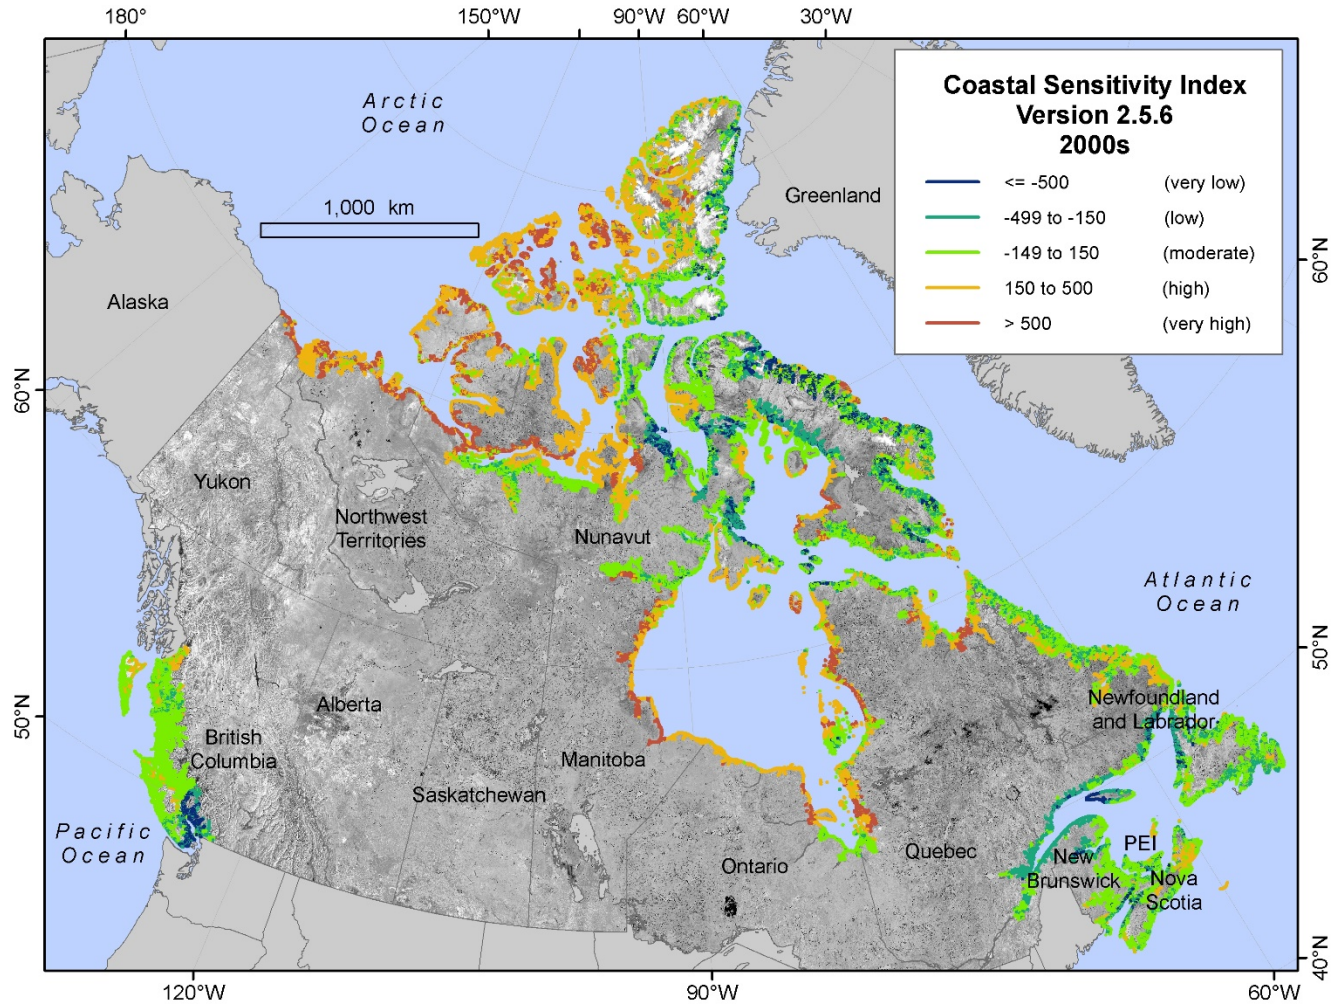 180°
150°W
90°W
60°W
30°W
Arctic
Ocean
Coastal Sensitivity Index
Version 2.5.6
2000s
<= -500 (very low)
-499 to -150 (low)
-149 to 150 (moderate)
150 to 500 (high)
> 500 (very high)
1,000 km
Greenland
Alaska
60°N
60°N
Yukon
Northwest
Territories
Nunavut
Atlantic
Ocean
50°N
50°N
Alberta
British
Columbia
Newfoundland
and Labrador
Manitoba
Saskatchewan
Pacific
Ocean
Ontario
Quebec
PEI
New
Brunswick
Nova
Scotia
40°N
120°W
90°W
60°W